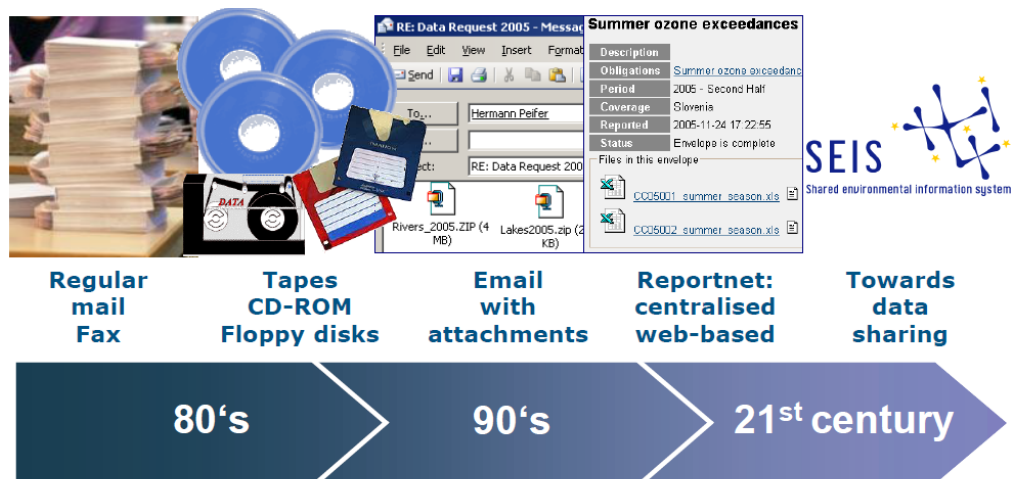 RE: Data Request 2005 - Messag
File Edit View Insert Format
Send
To...
Hermann Peifer
ect:
RE: Data Request 200
Rivers_2005.ZIP (4 MB)
Lakes2005.zip (2
KB)
DATA
Summer ozone exceedances
Description
Obligations Summer ozone exceedanc
Period 2005 - Second Half
Coverage Slovenia
Reported 2005-11-24 17:22:55
Status Envelope is complete
Files in this envelope
CC05001_summer_season.xls
CC05002_summer_season.xls
SEIS
Shared environmental information system
Regular
mail
Fax
Tapes
CD-ROM
Floppy disks
Email
with
attachments
Reportnet:
centralised
web-based
Towards
data
sharing
80‘s
90‘s
21st century